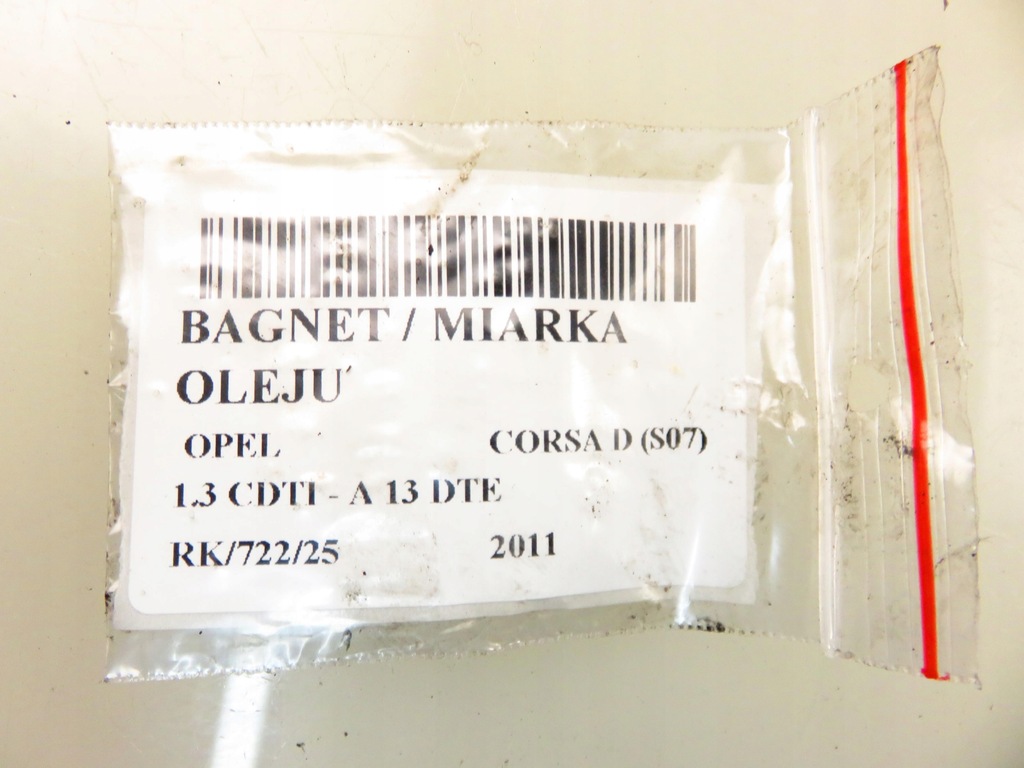 BAGNET / MIARKA
OLEJU
OPEL CORSA D (S07)
1.3 CDTI - A 13 DTE
RK/722/25 2011